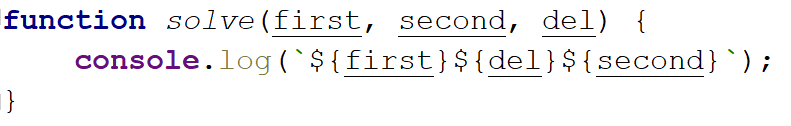 function solve(first, second, del) {
    console.log(`${first}${del}${second}`);
}